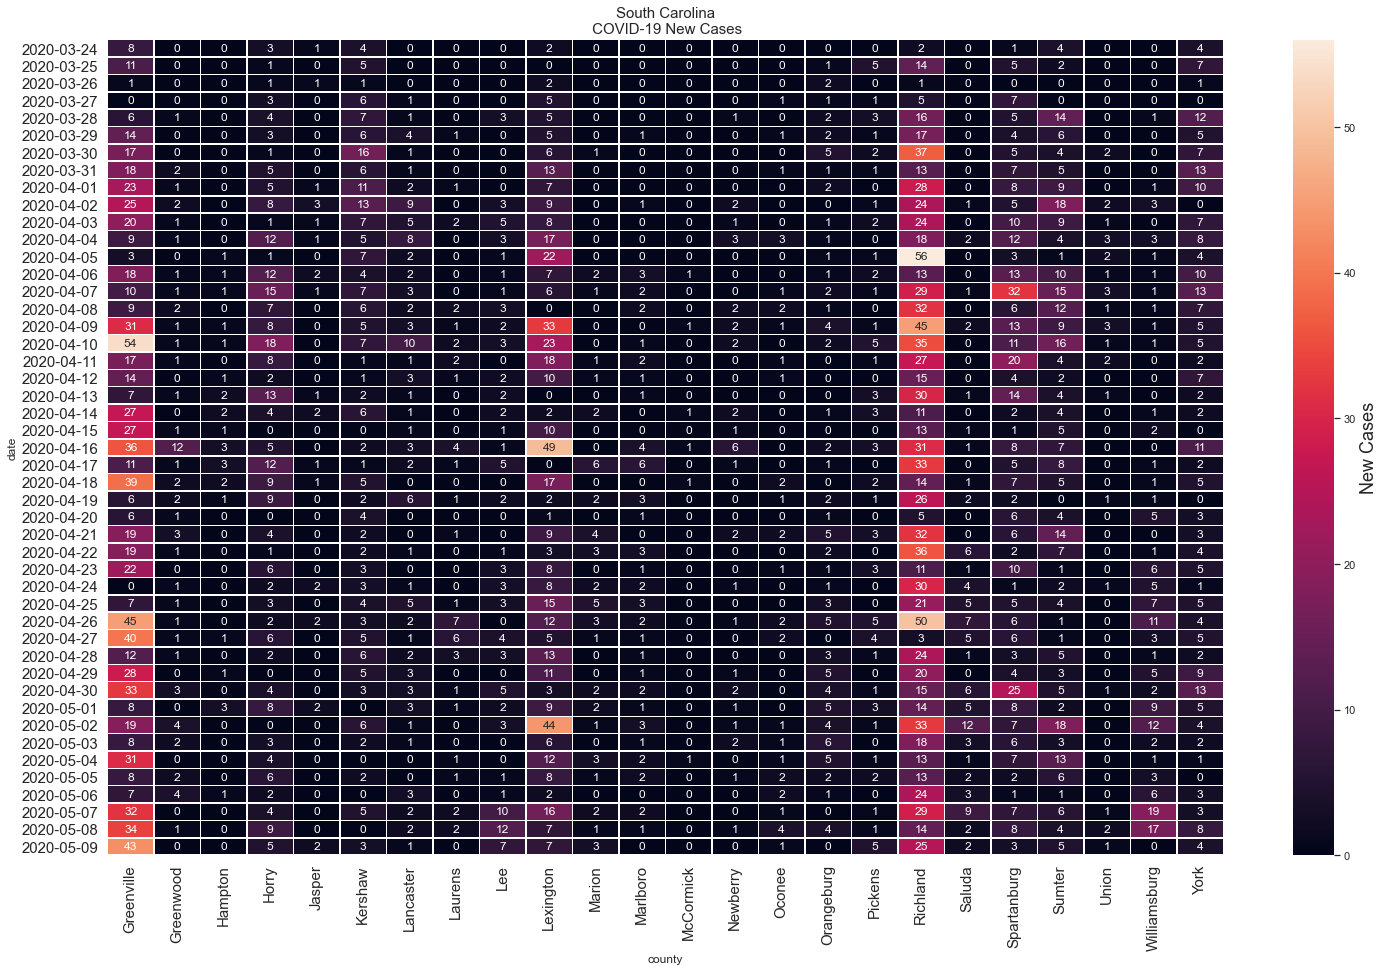 South Carolina
COVID-19 New Cases
2020-03-24 8 0 0 3 1 4 0 0 0 2 0 0 0 0 0 0 0 2 0 1 4 0 0 4
2020-03-25 11 0 0 1 0 5 0 0 0 0 0 0 0 0 0 1 5 14 0 5 2 0 0 7
2020-03-26 1 0 0 1 1 1 0 0 0 2 0 0 0 0 0 2 0 1 0 0 0 0 0 1
2020-03-27 0 0 0 3 0 6 1 0 0 5 0 0 0 0 1 1 1 5 0 7 0 0 0 0
2020-03-28 6 1 0 4 0 7 1 0 3 5 0 0 0 1 0 2 3 16 0 5 14 0 1 12
2020-03-29 14 0 0 3 0 6 4 1 0 5 0 1 0 0 1 2 1 17 0 4 6 0 0 5
2020-03-30 17 0 0 1 0 16 1 0 0 6 1 0 0 0 0 5 2 37 0 5 4 2 0 7
2020-03-31 18 2 0 5 0 6 1 0 0 13 0 0 0 0 1 1 1 13 0 7 5 0 0 13
2020-04-01 23 1 0 5 1 11 2 1 0 7 0 0 0 0 0 2 0 28 0 8 9 0 1 10
2020-04-02 25 2 0 8 3 13 9 0 3 9 0 1 0 2 0 0 1 24 1 5 18 2 3 0
2020-04-03 20 1 0 1 1 7 5 2 5 8 0 0 0 1 0 1 2 24 0 10 9 1 0 7
2020-04-04 9 1 0 12 1 5 8 0 3 17 0 0 0 3 3 1 0 18 2 12 4 3 3 8
2020-04-05 3 0 1 1 0 7 2 0 1 22 0 0 0 0 0 1 1 56 0 3 1 2 1 4
2020-04-06 18 1 1 12 2 4 2 0 1 7 2 3 1 0 0 1 2 13 0 13 10 1 1 10
2020-04-07 10 1 1 15 1 7 3 0 1 6 1 2 0 0 1 2 1 29 1 32 15 3 1 13
2020-04-08 9 2 0 7 0 6 2 2 3 0 0 2 0 2 2 1 0 32 0 6 12 1 1 7
2020-04-09 31 1 1 8 0 5 3 1 2 33 0 0 1 2 1 4 1 45 2 13 9 3 1 5
2020-04-10 54 1 1 18 0 7 10 2 3 23 0 1 0 2 0 2 5 35 0 11 16 1 1 5
2020-04-11 17 1 0 8 0 1 1 2 0 18 1 2 0 0 1 0 1 27 0 20 4 2 0 2
2020-04-12 14 0 1 2 0 1 3 1 2 10 1 1 0 0 1 0 0 15 0 4 2 0 0 7
2020-04-13 7 1 2 13 1 2 1 0 2 0 0 1 0 0 0 0 3 30 1 14 4 1 0 2
2020-04-14 27 0 2 4 2 6 1 0 2 2 2 0 1 2 0 1 3 11 0 2 4 0 1 2
2020-04-15 27 1 1 0 0 0 1 0 1 10 0 0 0 0 0 0 0 13 1 1 5 0 2 0
2020-04-16 36 12 3 5 0 2 3 4 1 49 0 4 1 6 0 2 3 31 1 8 7 0 0 11
2020-04-17 11 1 3 12 1 1 2 1 5 0 6 6 0 1 0 1 0 33 0 5 8 0 1 2
2020-04-18 39 2 2 9 1 5 0 0 0 17 0 0 1 0 2 0 2 14 1 7 5 0 1 5
2020-04-19 6 2 1 9 0 2 6 1 2 2 2 3 0 0 1 2 1 26 2 2 0 1 1 0
2020-04-20 6 1 0 0 0 4 0 0 0 1 0 1 0 0 0 0 0 5 0 6 4 0 5 3
2020-04-21 19 3 0 4 0 2 0 1 0 9 4 0 0 2 2 5 3 32 0 6 14 0 0 3
2020-04-22 19 1 0 1 0 2 1 0 1 3 3 3 0 0 0 0 0 36 6 2 7 0 1 4
2020-04-23 22 0 0 6 0 3 0 0 3 8 0 1 0 0 1 1 3 11 1 10 1 0 6 5
2020-04-24 0 1 0 2 2 3 1 0 3 8 2 2 0 1 0 1 0 30 4 1 2 1 5 1
2020-04-25 7 1 0 3 0 4 5 1 3 15 5 3 0 0 0 3 0 21 5 5 4 0 7 5
2020-04-26 45 1 0 2 2 3 2 7 0 12 3 2 0 1 2 5 5 50 7 6 1 0 11 4
2020-04-27 40 1 1 6 0 5 1 6 4 5 1 1 0 0 2 0 4 3 5 6 1 0 3 5
2020-04-28 12 1 0 2 0 6 2 3 3 13 0 1 0 0 0 3 1 24 1 3 5 0 1 2
2020-04-29 28 0 1 0 0 5 3 0 0 11 0 1 0 1 0 5 0 20 0 4 3 0 5 9
2020-04-30 33 3 0 4 0 3 3 1 5 3 2 2 0 2 0 4 1 15 6 25 5 1 2 13
2020-05-01 8 0 3 8 2 0 3 1 2 9 2 1 0 0 0 5 3 14 5 8 2 0 9 5
2020-05-02 19 4 0 0 0 6 1 0 3 44 1 3 0 1 1 4 1 33 12 7 18 0 12 4
2020-05-03 8 2 0 3 0 2 1 0 0 6 0 1 0 2 1 6 0 18 3 6 3 0 2 2
2020-05-04 31 0 0 4 0 0 0 0 0 12 3 2 1 0 1 5 1 13 1 7 13 0 1 1
2020-05-05 8 2 0 6 0 2 0 1 1 8 1 2 0 1 2 2 2 13 2 2 6 0 3 0
2020-05-06 7 4 1 2 0 0 3 0 1 2 0 0 0 0 2 1 0 24 3 1 1 0 6 3
2020-05-07 32 0 0 4 0 5 2 2 10 16 2 2 0 0 1 0 1 29 9 7 6 1 19 3
2020-05-08 34 1 0 9 0 0 2 2 12 7 1 1 0 1 4 4 1 14 2 8 4 2 17 8
2020-05-09 43 0 0 5 2 3 1 0 7 7 3 0 0 0 1 0 5 25 2 3 5 1 0 4
date
Greenville Greenwood Hampton Horry Jasper Kershaw Lancaster Laurens Lee Lexington Marion Marlboro McCormick Newberry Oconee Orangeburg Pickens Richland Saluda Spartanburg Sumter Union Williamsburg York
county
50
40
30
20
10
0
New Cases